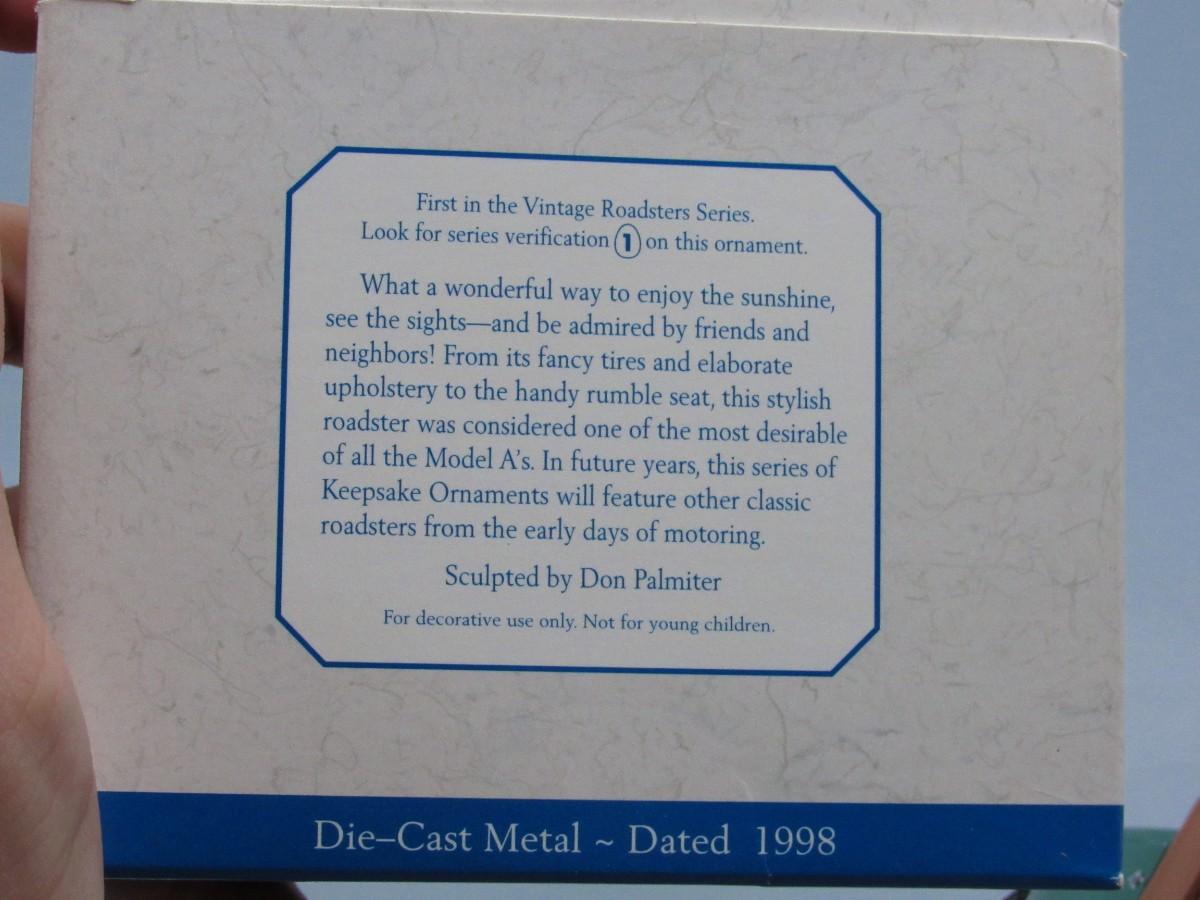 First in the Vintage Roadsters Series.
Look for series verification 1 on this ornament.
What a wonderful way to enjoy the sunshine,
see the sights—and be admired by friends and
neighbors! From its fancy tires and elaborate
upholstery to the handy rumble seat, this stylish
roadster was considered one of the most desirable
of all the Model A's. In future years, this series of
Keepsake Ornaments will feature other classic
roadsters from the early days of motoring.
Sculpted by Don Palmiter
For decorative use only. Not for young children.
Die–Cast Metal ~ Dated 1998